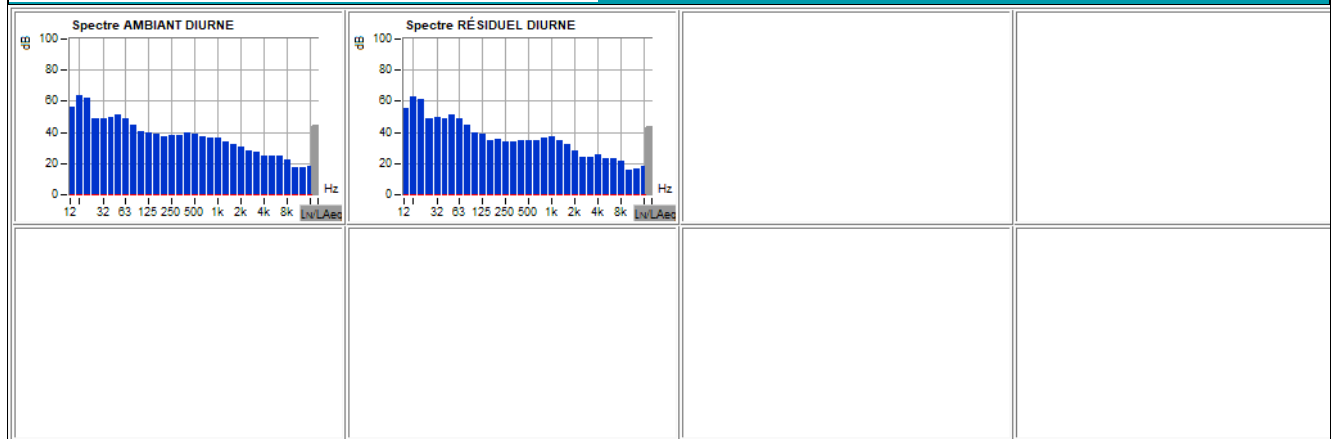 Spectre AMBIANT DIURNE
dB
100
80
60
40
20
0
Hz
12 32 63 125 250 500 1k 2k 4k 8k LN/LAeq
Spectre RÉSIDUEL DIURNE
dB
100
80
60
40
20
0
Hz
12 32 63 125 250 500 1k 2k 4k 8k LN/LAeq